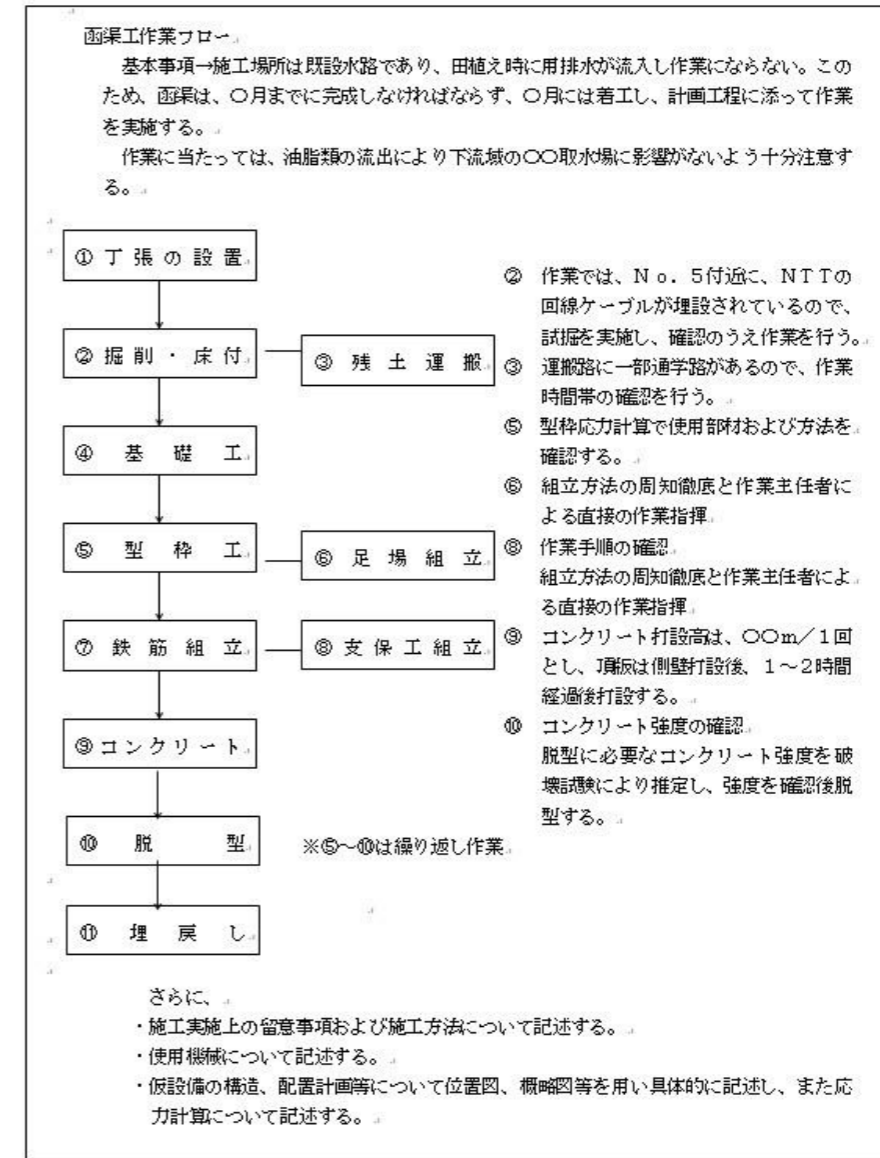 函渠工作業フロー
基本事項→施工場所は既設水路であり、田植え時に用排水が流入し作業にならない。この
ため、函渠は、〇月までに完成しなければならず、〇月には着工し、計画工程に添って作業
を実施する。
作業に当たっては、油脂類の流出により下流域の〇〇取水場に影響がないよう十分注意す
る。
①丁張の設置
②掘削・床付
③残土運搬
④基礎工
⑤型枠工
⑥足場組立
⑦鉄筋組立
⑧支保工組立
⑨コンクリート
⑩脱型
⑪埋戻し
※⑤～⑩は繰り返し作業
② 作業では、No.5付近に、NTTの
回線ケーブルが埋設されているので、
試掘を実施し、確認のうえ作業を行う。
③ 運搬路に一部通学路があるので、作業
時間帯の確認を行う。
⑤ 型枠応力計算で使用部材および方法を
確認する。
⑥ 組立方法の周知徹底と作業主任者に
よる直接の作業指揮
⑧ 作業手順の確認
組立方法の周知徹底と作業主任者によ
る直接の作業指揮
⑨ コンクリート打設高は、〇〇m/1回
とし、頂版は側壁打設後、1～2時間
経過後打設する。
⑩ コンクリート強度の確認
脱型に必要なコンクリート強度を破
壊試験により推定し、強度を確認後脱
型する。
さらに、
・施工実施上の留意事項および施工方法について記述する。
・使用機械について記述する。
・仮設備の構造、配置計画等について位置図、概略図等を用い具体的に記述し、また応
力計算について記述する。